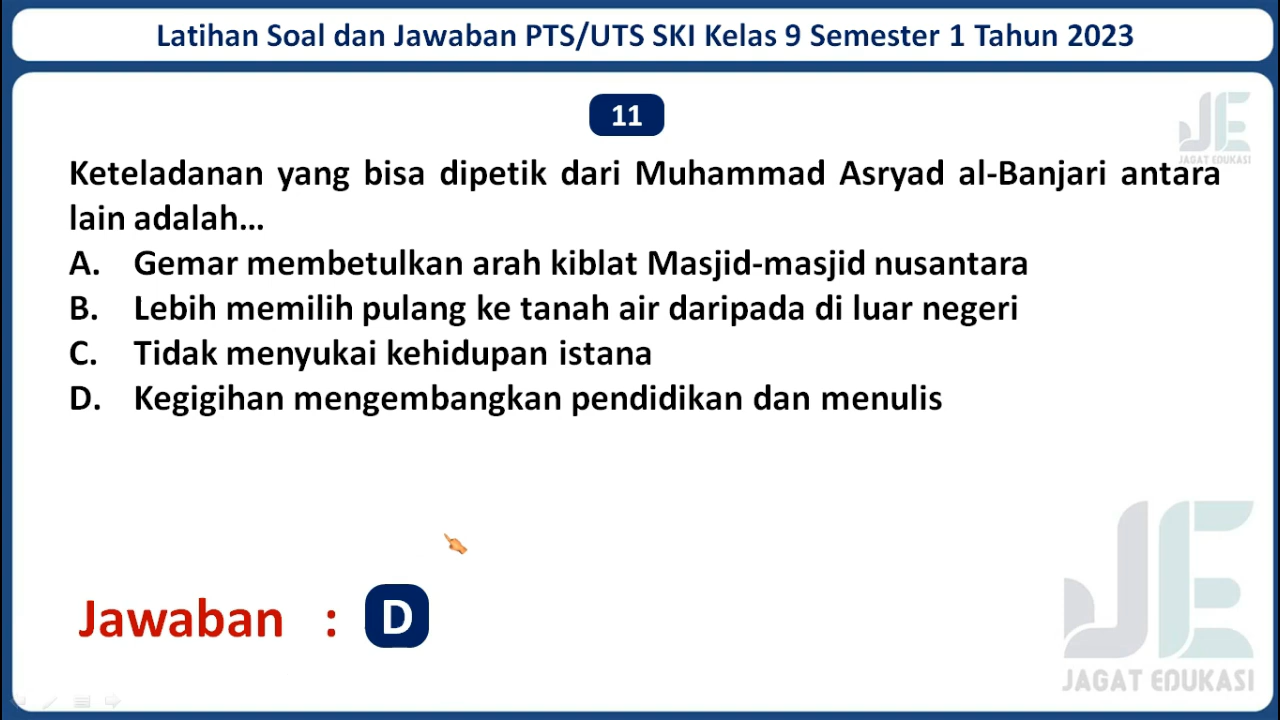 Latihan Soal dan Jawaban PTS/UTS SKI Kelas 9 Semester 1 Tahun 2023
11
JE
JAGAT EDUKASI
Keteladanan yang bisa dipetik dari Muhammad Asryad al-Banjari antara
lain adalah...
A. Gemar membetulkan arah kiblat Masjid-masjid nusantara
B. Lebih memilih pulang ke tanah air daripada di luar negeri
C. Tidak menyukai kehidupan istana
D. Kegigihan mengembangkan pendidikan dan menulis
Jawaban : D
JE
JAGAT EDUKASI